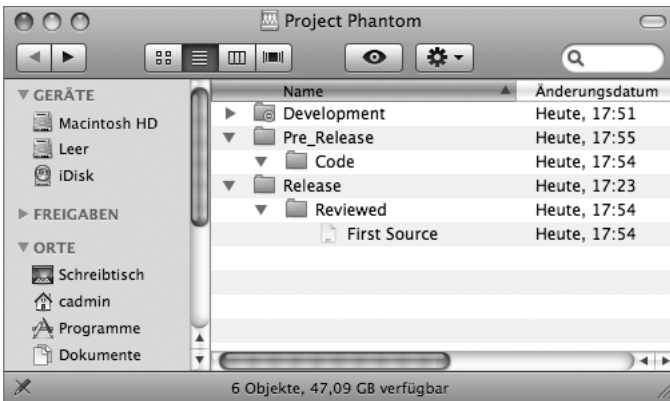 Project Phantom
GERÄTE
Macintosh HD
Leer
iDisk
FREIGABEN
ORTE
Schreibtisch
cadmin
Programme
Dokumente
Name Änderungsdatum
Development Heute, 17:51
Pre_Release Heute, 17:55
Code Heute, 17:54
Release Heute, 17:23
Reviewed Heute, 17:54
First Source Heute, 17:54
6 Objekte, 47,09 GB verfügbar